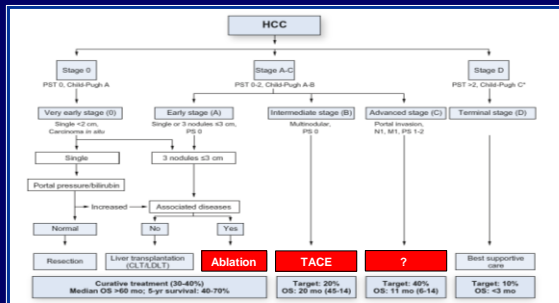 HCC
Stage 0
PST 0, Child-Pugh A
Stage A-C
PST 0-2, Child-Pugh A-B
Stage D
PST >2, Child-Pugh C*
Very early stage (0)
Single <2 cm,
Carcinoma in situ
Early stage (A)
Single or 3 nodules ≤3 cm,
PS 0
Intermediate stage (B)
Multinodular,
PS 0
Advanced stage (C)
Portal invasion,
N1, M1, PS 1-2
Terminal stage (D)
Single
3 nodules ≤3 cm
Portal pressure/bilirubin
Increased
Associated diseases
Normal
No
Yes
Resection
Liver transplantation
(CLT/LDLT)
Ablation
TACE
?
Best supportive
care
Curative treatment (30-40%)
Median OS >60 mo; 5-yr survival: 40-70%
Target: 20%
OS: 20 mo (45-14)
Target: 40%
OS: 11 mo (6-14)
Target: 10%
OS: <3 mo